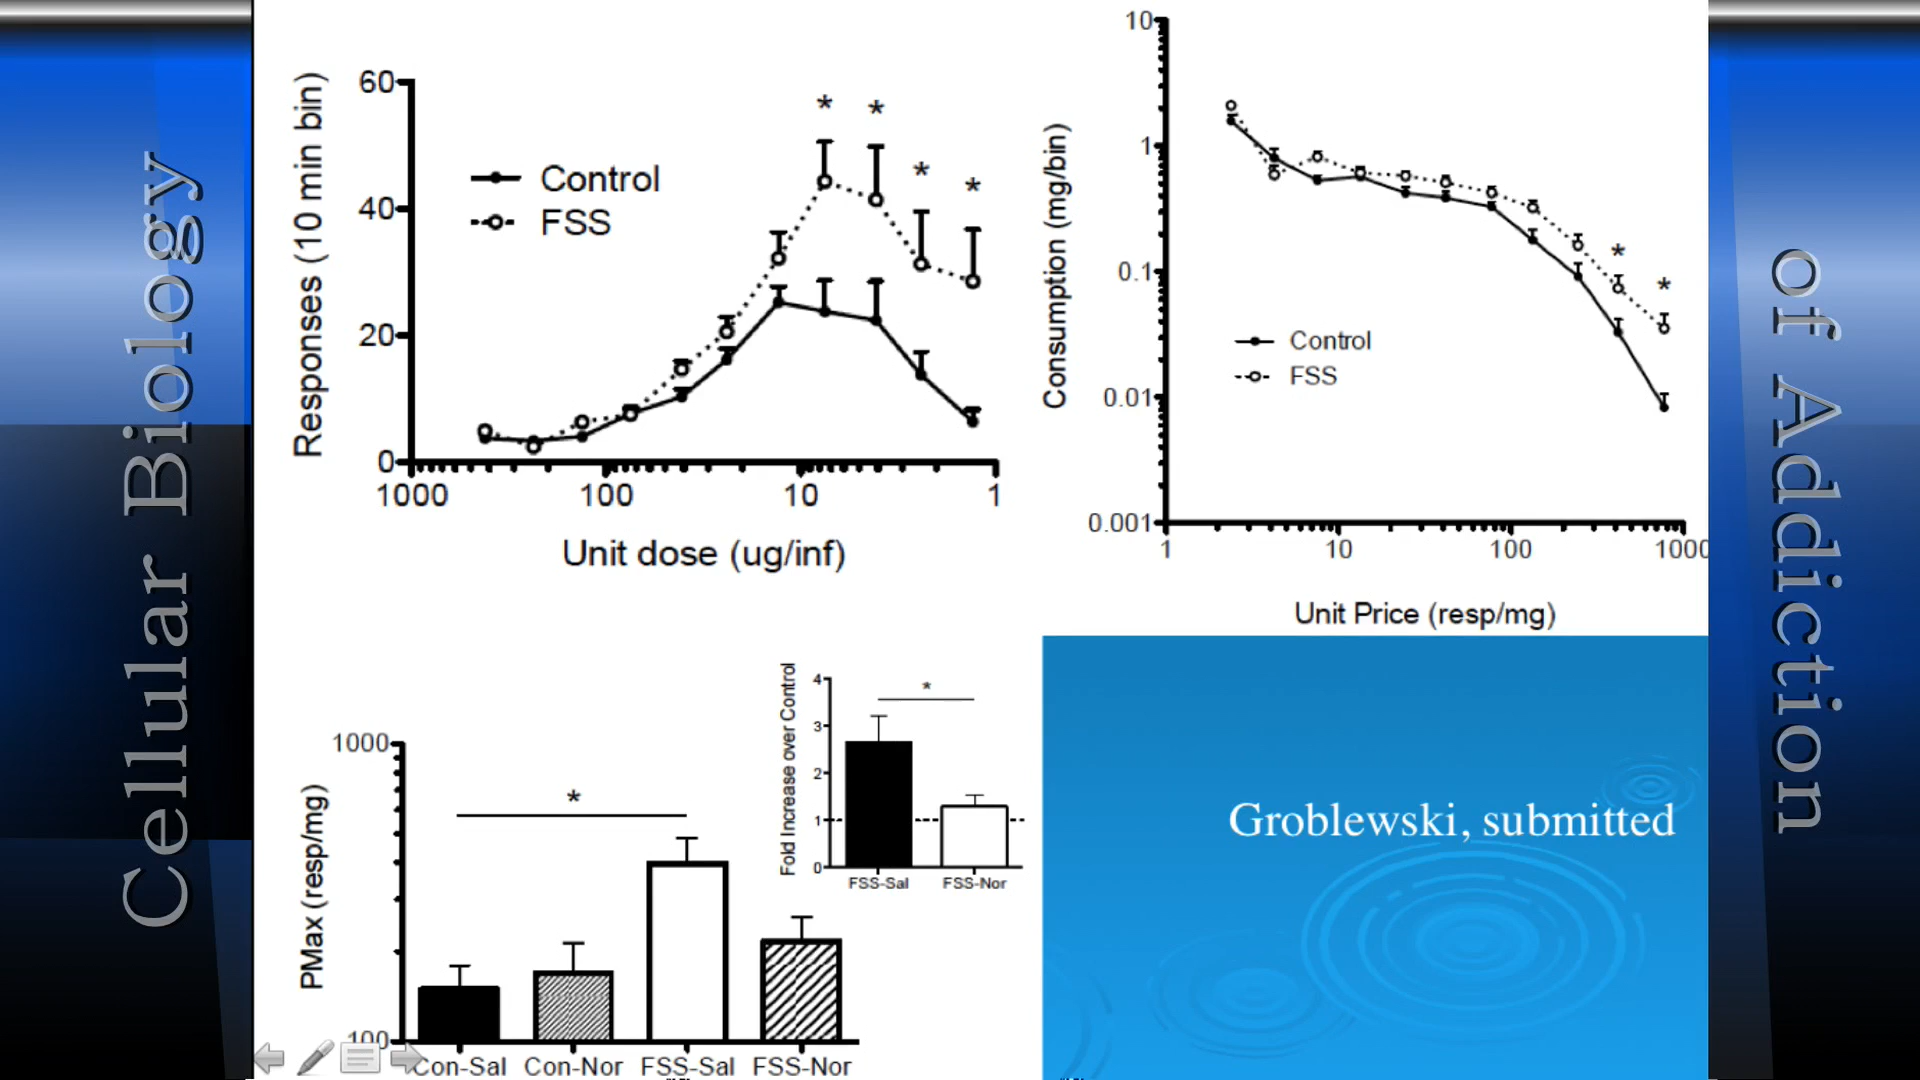 Cellular Biology
of Addiction
Responses (10 min bin)
60
40
20
0
* * * *
Control
FSS
1000 100 10 1
Unit dose (ug/inf)
Consumption (mg/bin)
10
1
0.1
0.01
0.001
* *
Control
FSS
1 10 100 1000
Unit Price (resp/mg)
PMax (resp/mg)
1000
100
*
Con-Sal Con-Nor FSS-Sal FSS-Nor
Fold Increase over Control
4
3
2
1
0
*
FSS-Sal FSS-Nor
Groblewski, submitted